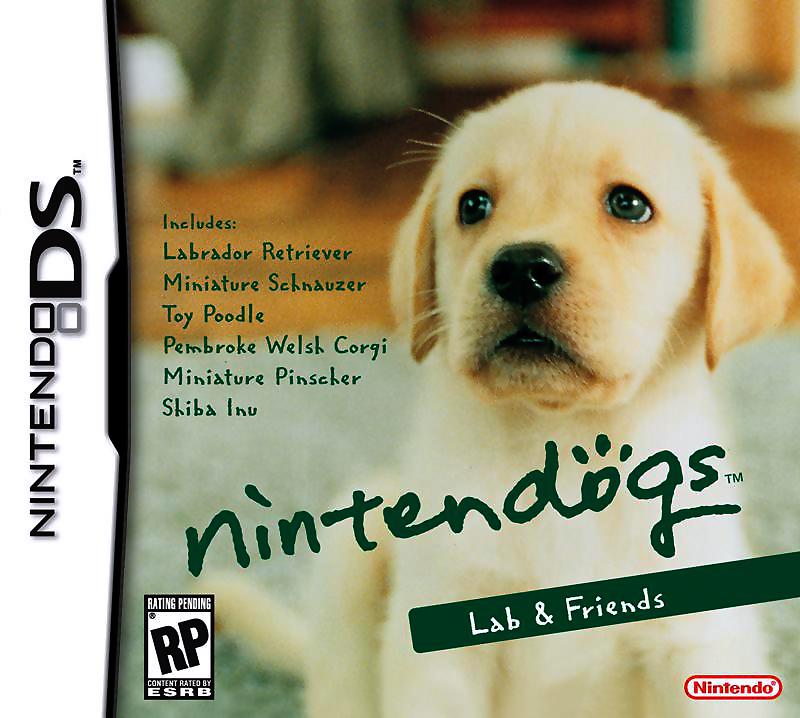 NINTENDO DS™
Includes:
Labrador Retriever
Miniature Schnauzer
Toy Poodle
Pembroke Welsh Corgi
Miniature Pinscher
Shiba Inu
nintendögs™
Lab & Friends
RATING PENDING
RP
®
CONTENT RATED BY
ESRB
Nintendo®